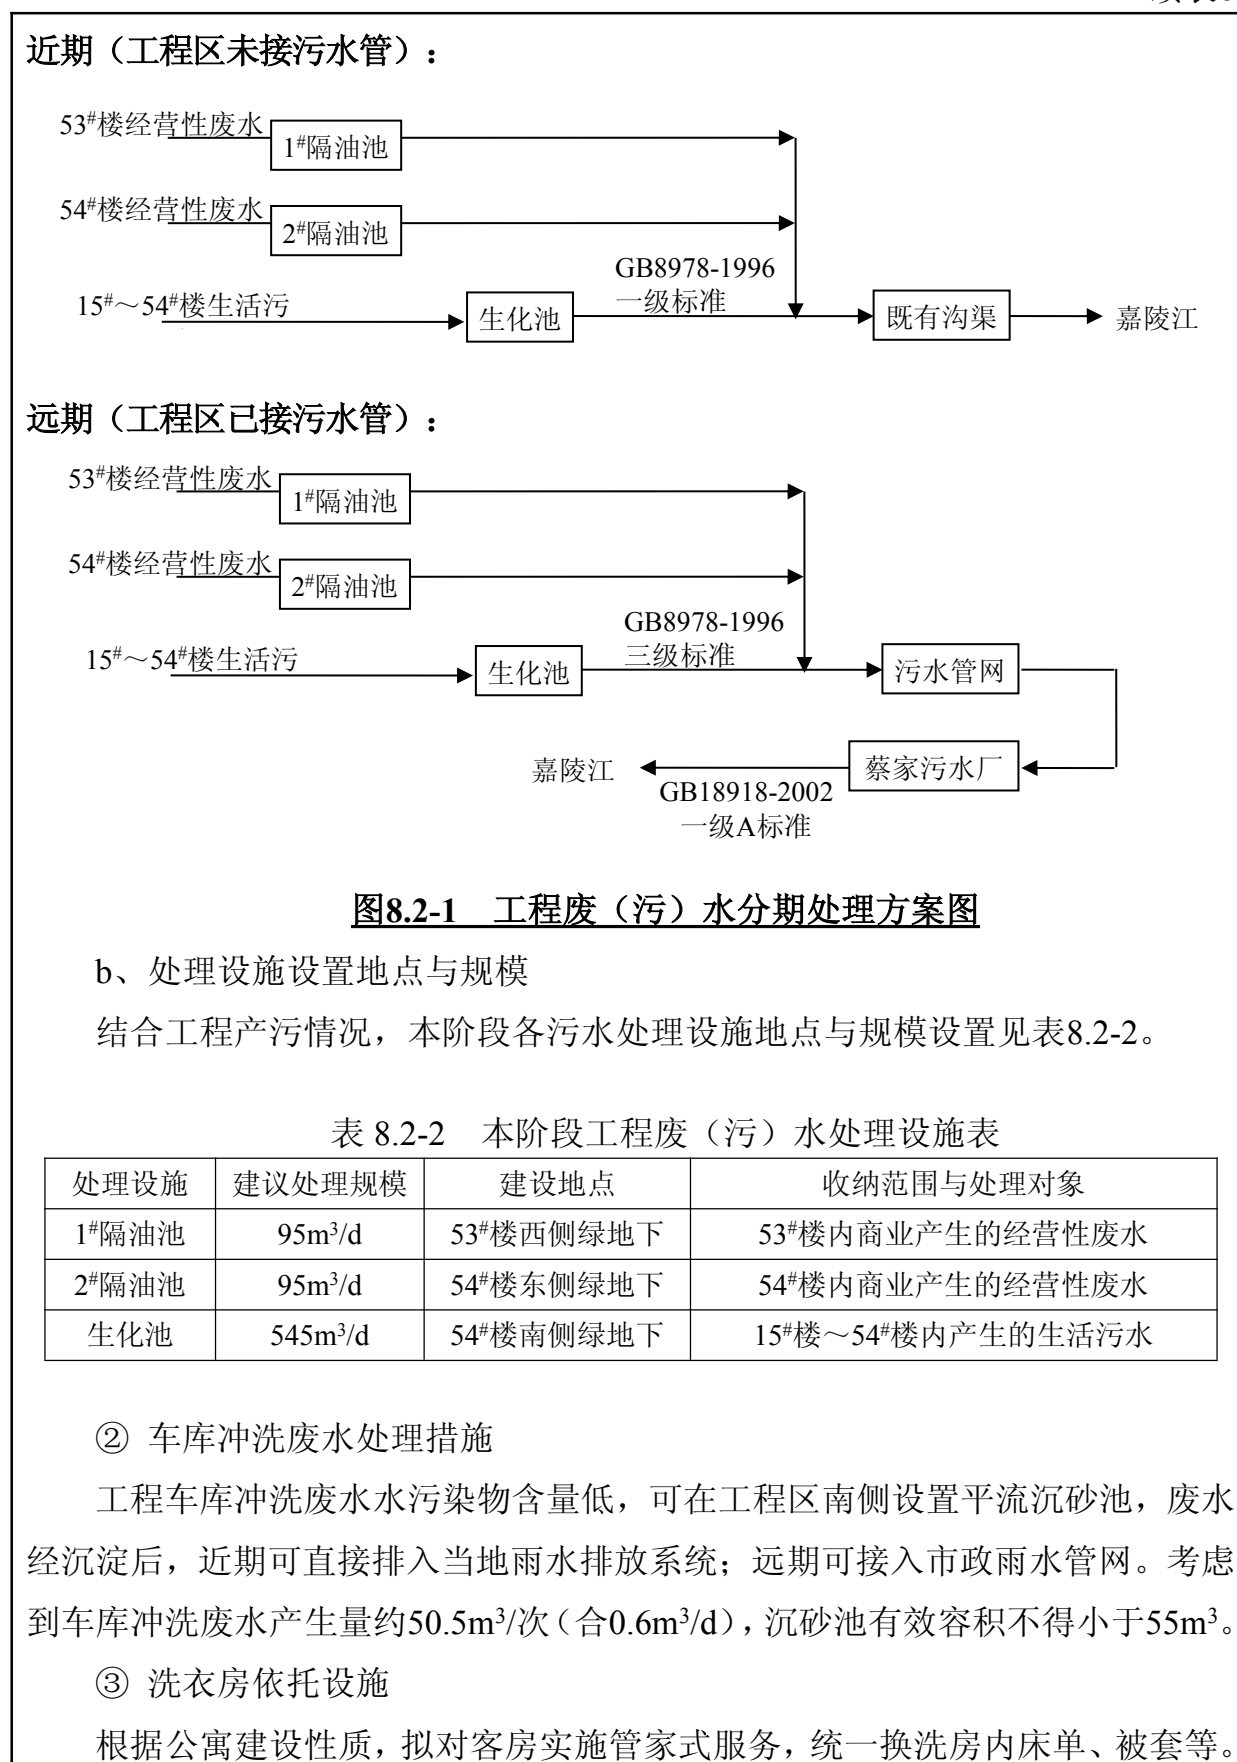 近期（工程区未接污水管）：
53#楼经营性废水
1#隔油池
54#楼经营性废水
2#隔油池
GB8978-1996
一级标准
15#～54#楼生活污
生化池
既有沟渠
嘉陵江
远期（工程区已接污水管）：
53#楼经营性废水
1#隔油池
54#楼经营性废水
2#隔油池
GB8978-1996
三级标准
15#～54#楼生活污
生化池
污水管网
嘉陵江
蔡家污水厂
GB18918-2002
一级A标准
图8.2-1 工程废（污）水分期处理方案图
b、处理设施设置地点与规模
结合工程产污情况，本阶段各污水处理设施地点与规模设置见表8.2-2。
表 8.2-2 本阶段工程废（污）水处理设施表
处理设施 建议处理规模 建设地点 收纳范围与处理对象
1#隔油池 95m³/d 53#楼西侧绿地下 53#楼内商业产生的经营性废水
2#隔油池 95m³/d 54#楼东侧绿地下 54#楼内商业产生的经营性废水
生化池 545m³/d 54#楼南侧绿地下 15#楼～54#楼内产生的生活污水
② 车库冲洗废水处理措施
工程车库冲洗废水水污染物含量低，可在工程区南侧设置平流沉砂池，废水
经沉淀后，近期可直接排入当地雨水排放系统；远期可接入市政雨水管网。考虑
到车库冲洗废水产生量约50.5m³/次（合0.6m³/d），沉砂池有效容积不得小于55m³。
③ 洗衣房依托设施
根据公寓建设性质，拟对客房实施管家式服务，统一换洗房内床单、被套等。